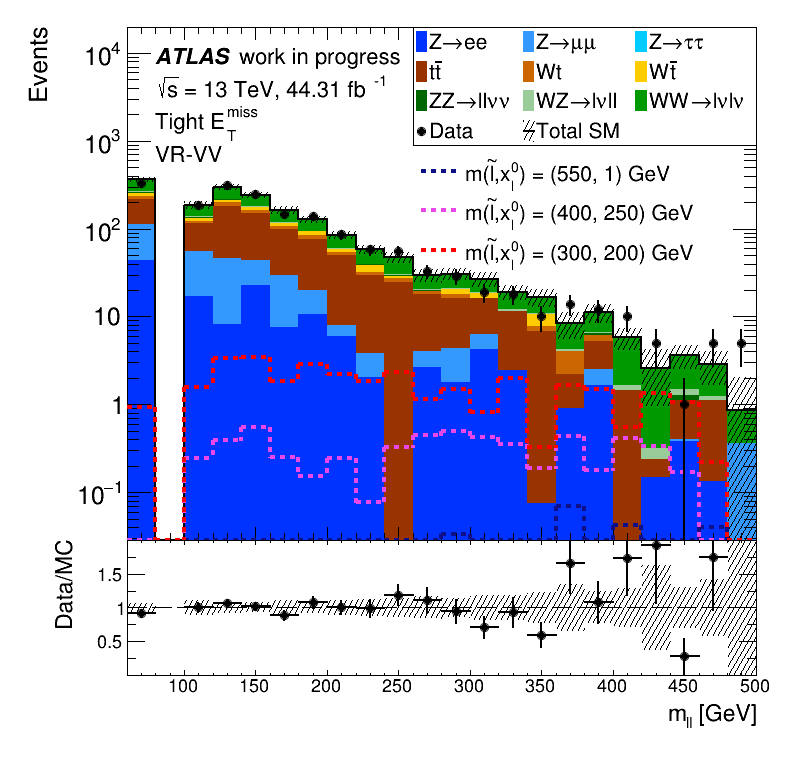 Events
10⁴
10³
10²
10
1
10⁻¹
ATLAS work in progress
√s = 13 TeV, 44.31 fb⁻¹
Tight E_T^miss
VR-VV
Z→ee Z→μμ Z→ττ
tt̄ Wt Wt̄
ZZ→llνν WZ→lνll WW→lνlν
Data Total SM
m(l̃,x̃⁰_l) = (550, 1) GeV
m(l̃,x̃⁰_l) = (400, 250) GeV
m(l̃,x̃⁰_l) = (300, 200) GeV
Data/MC
1.5
1
0.5
100 150 200 250 300 350 400 450 500
m_ll [GeV]